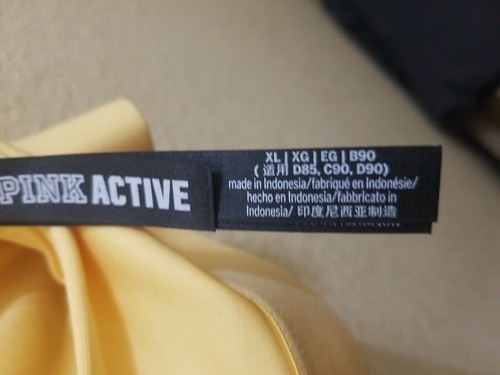 PINK ACTIVE
XL | XG | EG | B90
( 适用 D85, C90, D90)
made in Indonesia/fabriqué en Indonésie/
hecho en Indonesia/fabbricato in
Indonesia/ 印度尼西亚制造